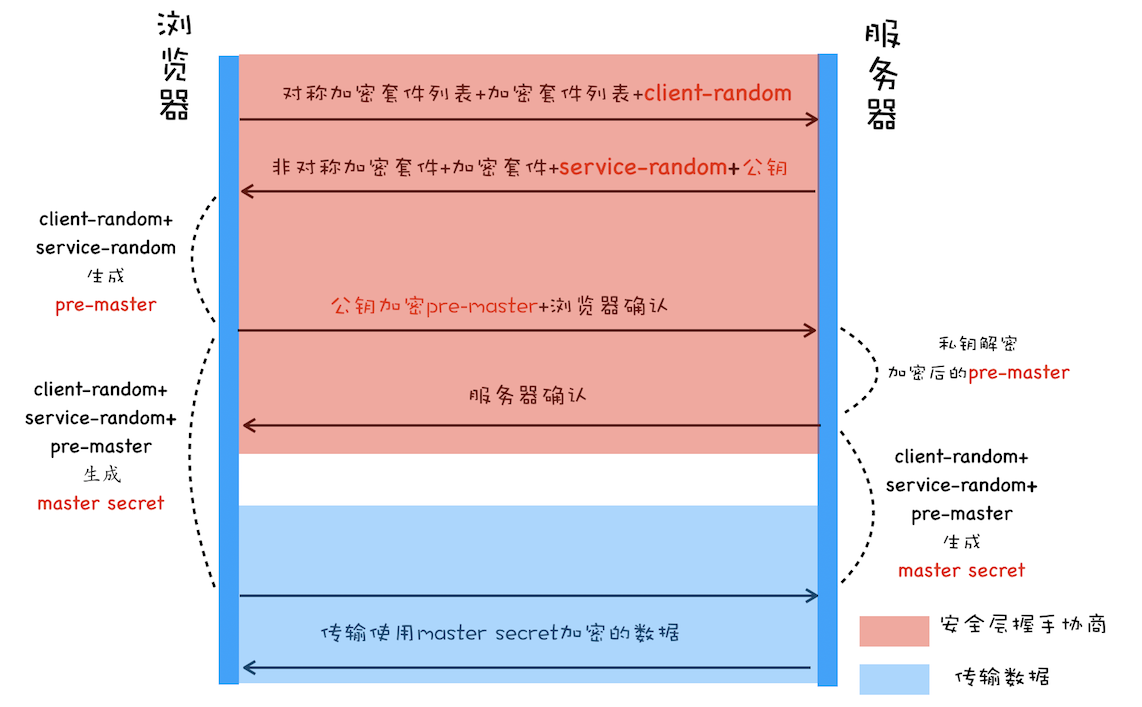 浏
览
器
服
务
器
对称加密套件列表+加密套件列表+client-random
非对称加密套件+加密套件+service-random+公钥
client-random+
service-random
生成
pre-master
公钥加密pre-master+浏览器确认
私钥解密
加密后的pre-master
client-random+
service-random+
pre-master
生成
master secret
服务器确认
client-random+
service-random+
pre-master
生成
master secret
传输使用master secret加密的数据
安全层握手协商
传输数据